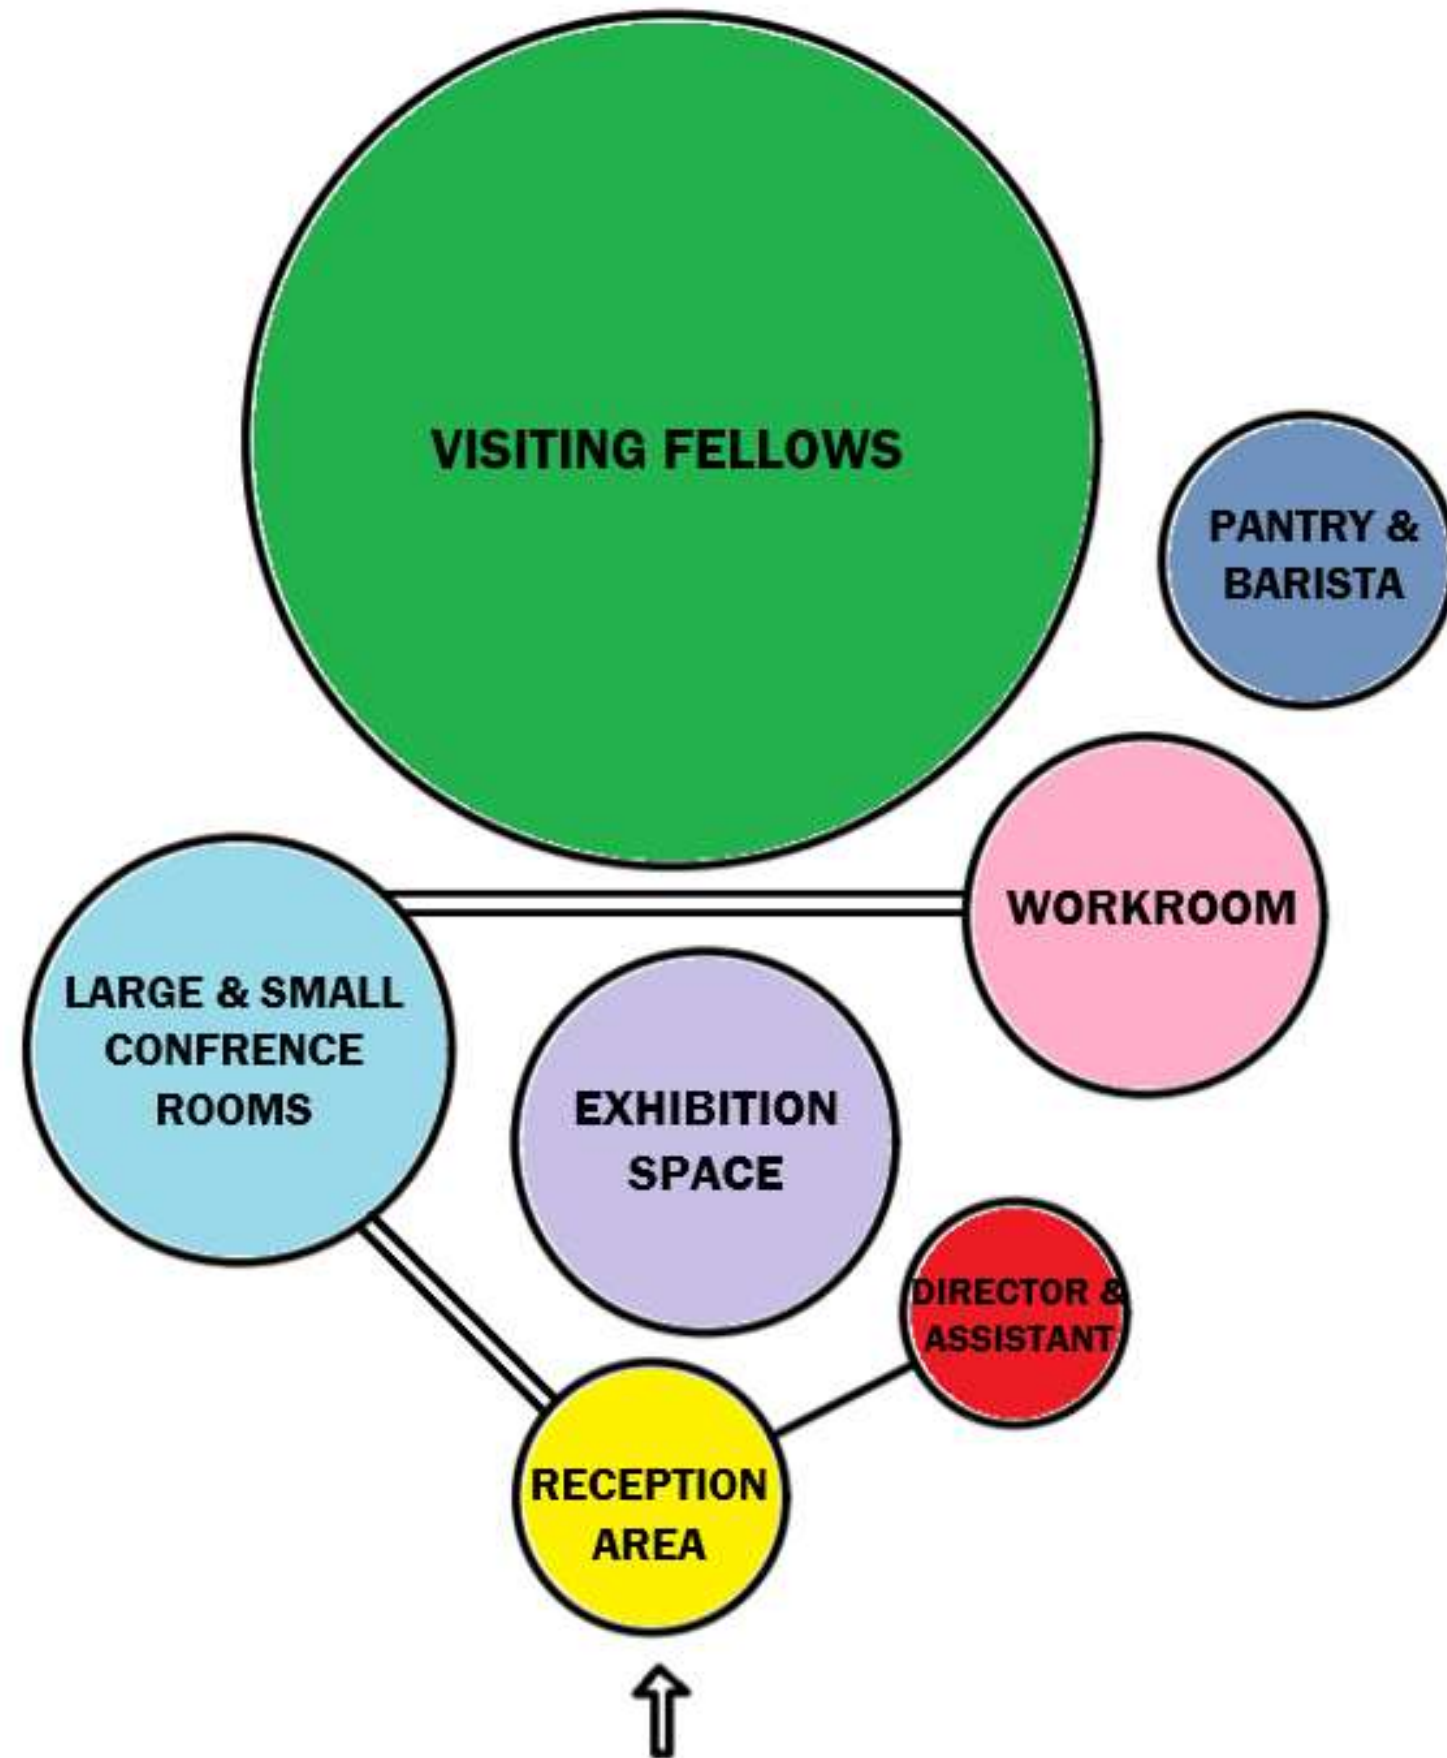 VISITING FELLOWS
PANTRY &
BARISTA
WORKROOM
LARGE & SMALL
CONFRENCE
ROOMS
EXHIBITION
SPACE
DIRECTOR &
ASSISTANT
RECEPTION
AREA